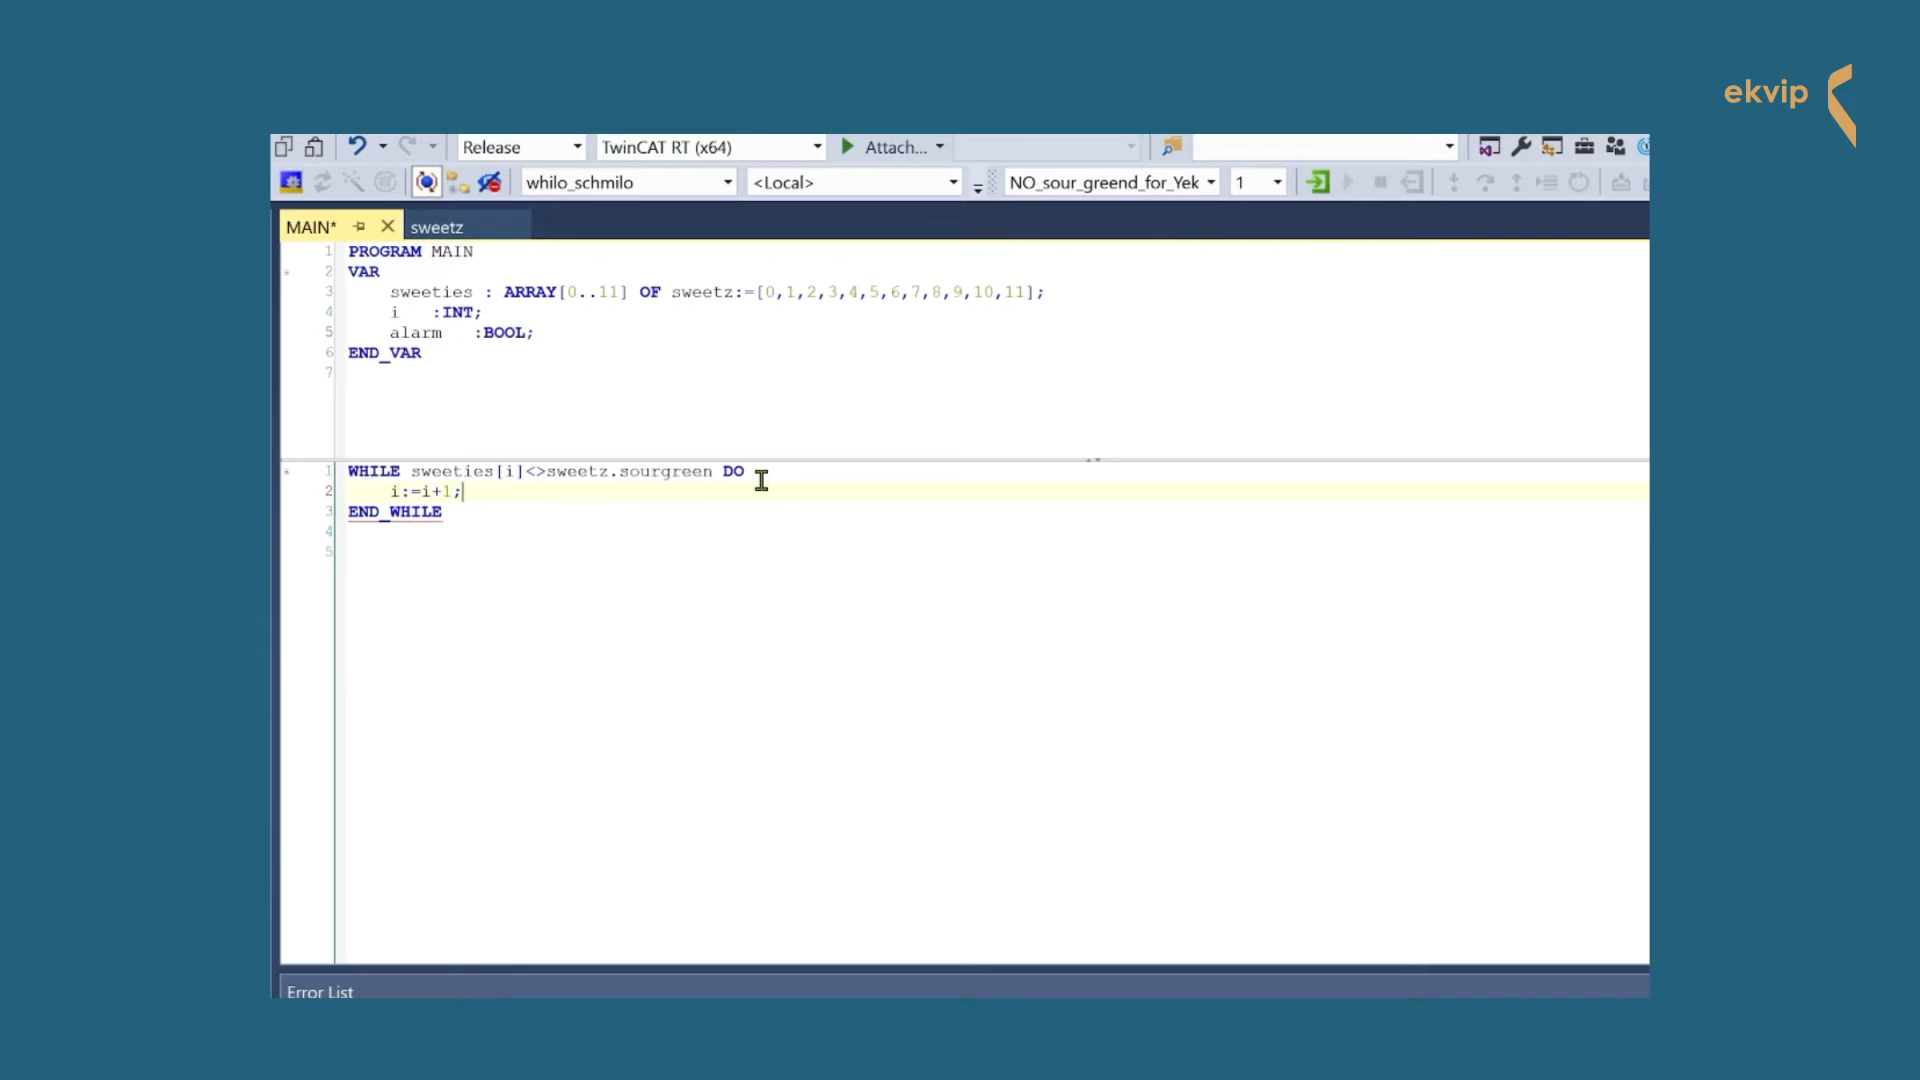 ekvip
Release TwinCAT RT (x64) Attach...
whilo_schmilo <Local> NO_sour_greend_for_Yek 1
MAIN* sweetz
1 PROGRAM MAIN
2 VAR
3 sweeties : ARRAY[0..11] OF sweetz:=[0,1,2,3,4,5,6,7,8,9,10,11];
4 i :INT;
5 alarm :BOOL;
6 END_VAR
7
1 WHILE sweeties[i]<>sweetz.sourgreen DO
2 i:=i+1;
3 END_WHILE
4
5
Error List